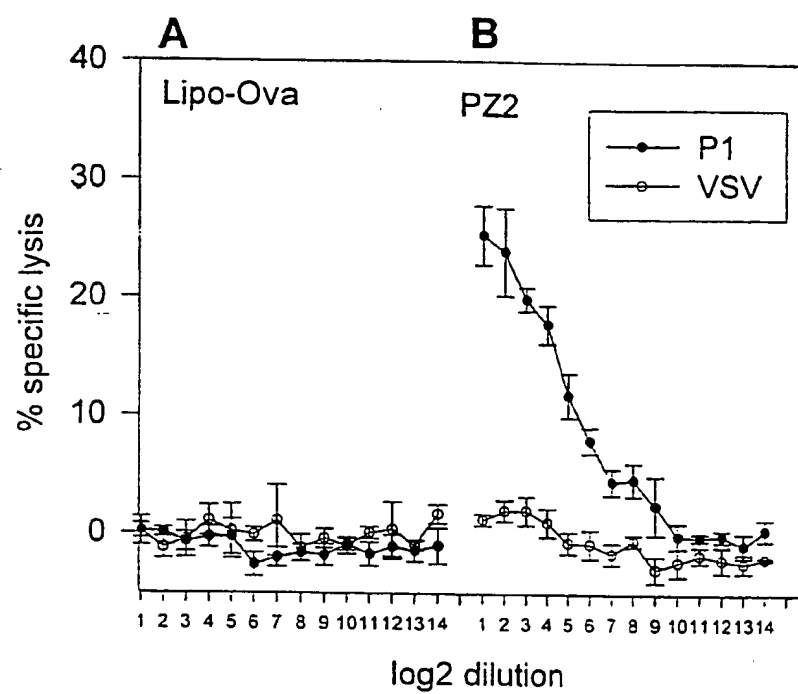 A B
40
Lipo-Ova PZ2
P1
VSV
30
20
10
0
% specific lysis
1 2 3 4 5 6 7 8 9 10 11 12 13 14 1 2 3 4 5 6 7 8 9 10 11 12 13 14
log2 dilution